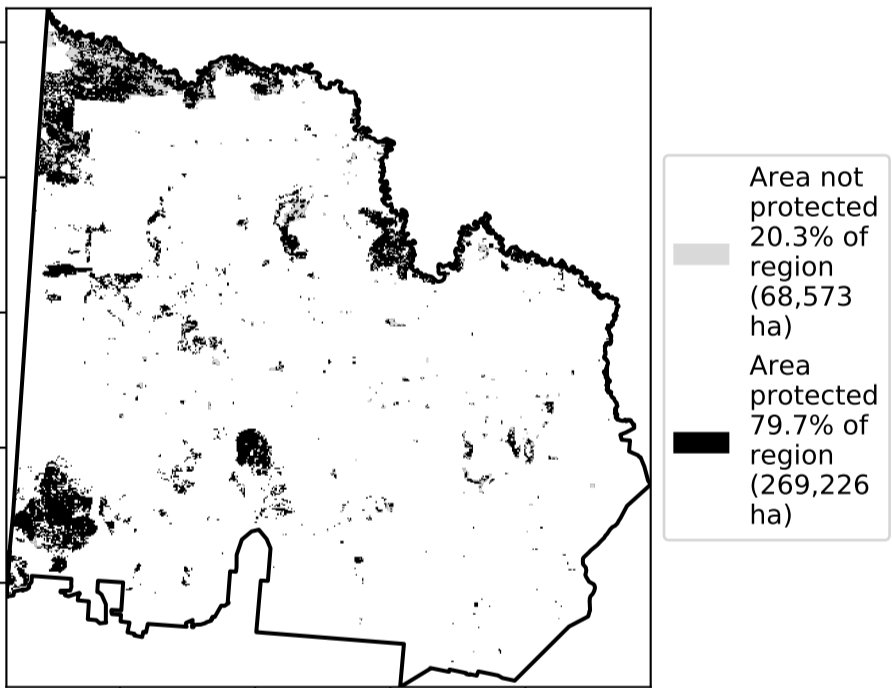 Area not
protected
20.3% of
region
(68,573
ha)
Area
protected
79.7% of
region
(269,226
ha)